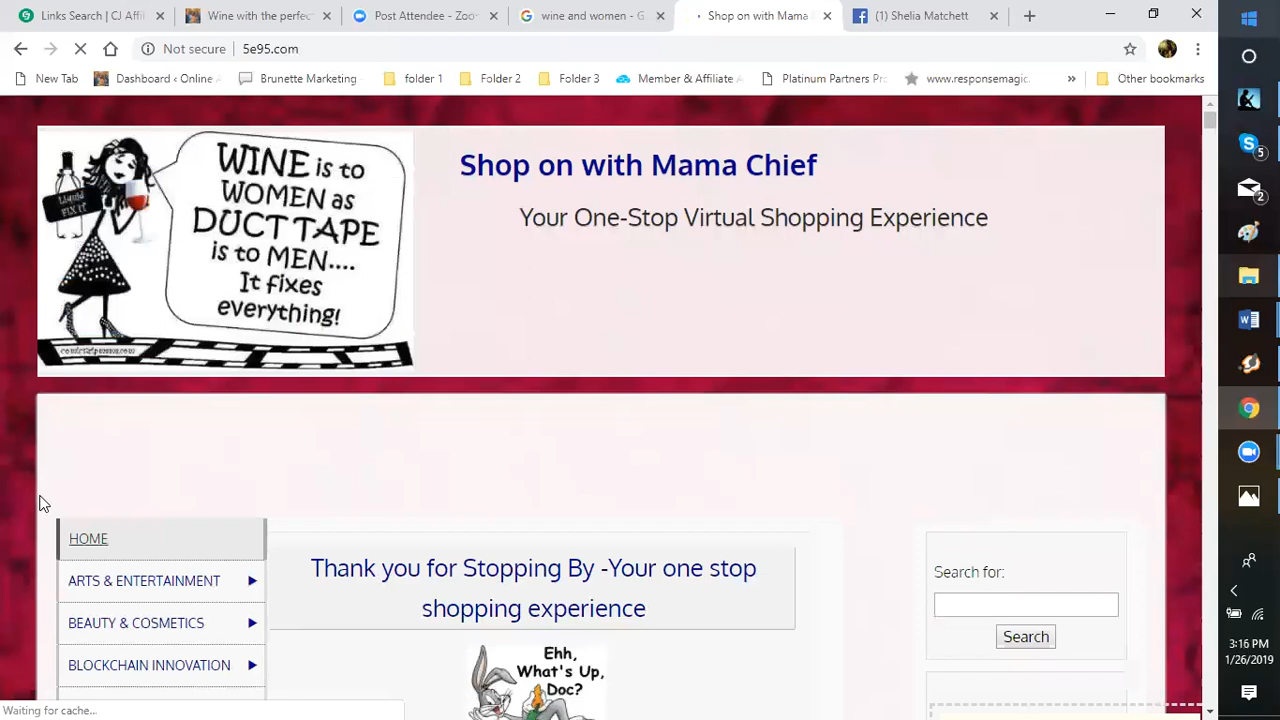 Links Search | CJ Affil
Wine with the perfect
Post Attendee - Zoo
wine and women - G
Shop on with Mama
(1) Shelia Matchett
Not secure | 5e95.com
New Tab
Dashboard ‹ Online
Brunette Marketing
folder 1
Folder 2
Folder 3
Member & Affiliate
Platinum Partners Pr
www.responsemagic.
»
Other bookmarks
WINE is to
WOMEN as
DUCT TAPE
is to MEN....
It fixes
everything!
Shop on with Mama Chief
Your One-Stop Virtual Shopping Experience
HOME
ARTS & ENTERTAINMENT
BEAUTY & COSMETICS
BLOCKCHAIN INNOVATION
Thank you for Stopping By -Your one stop
shopping experience
Ehh,
What's Up,
Doc?
Search for:
Search
Waiting for cache...
5
2
3:16 PM
1/26/2019